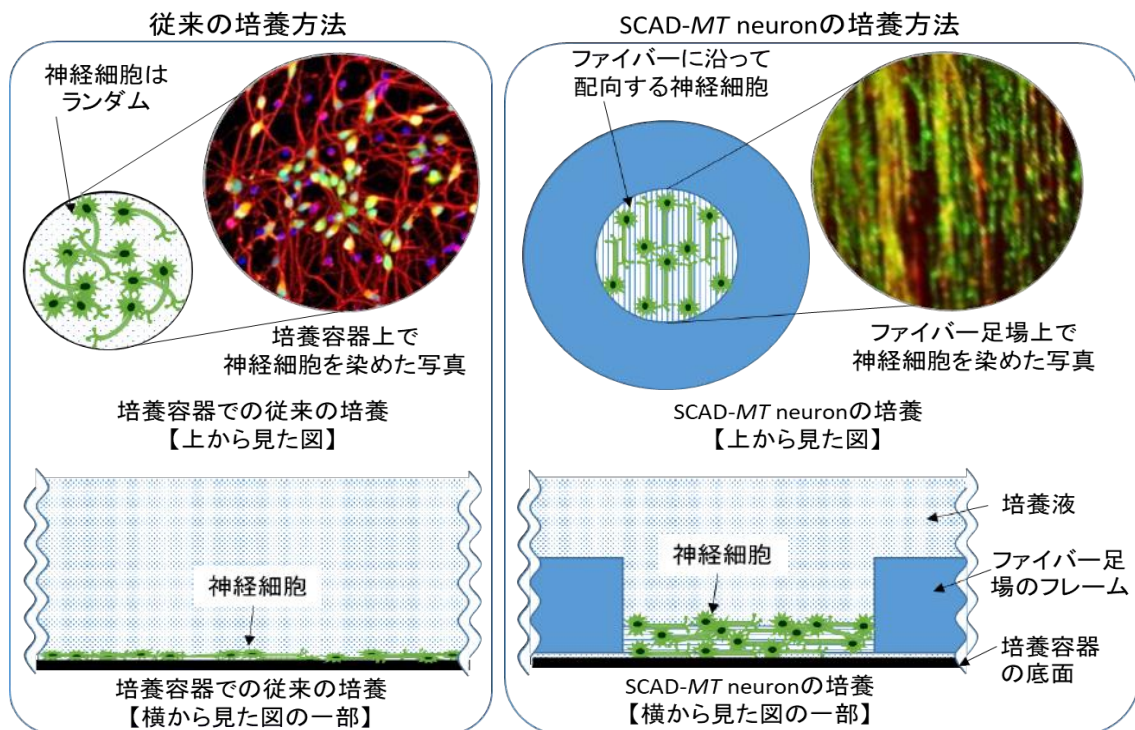 従来の培養方法
神経細胞は
ランダム
培養容器上で
神経細胞を染めた写真
培養容器での従来の培養
【上から見た図】
神経細胞
培養容器での従来の培養
【横から見た図の一部】
SCAD-MT neuronの培養方法
ファイバーに沿って
配向する神経細胞
ファイバー足場上で
神経細胞を染めた写真
SCAD-MT neuronの培養
【上から見た図】
培養液
神経細胞
ファイバー足
場のフレーム
培養容器
の底面
SCAD-MT neuronの培養
【横から見た図の一部】